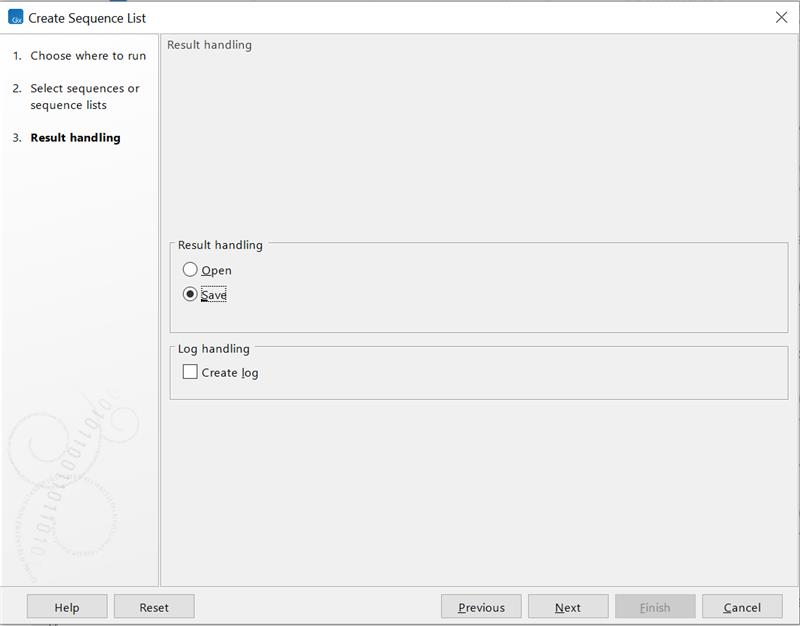 Gx Create Sequence List
1. Choose where to run
2. Select sequences or
sequence lists
3. Result handling
Result handling
Result handling
Open
Save
Log handling
Create log
Help
Reset
Previous
Next
Finish
Cancel